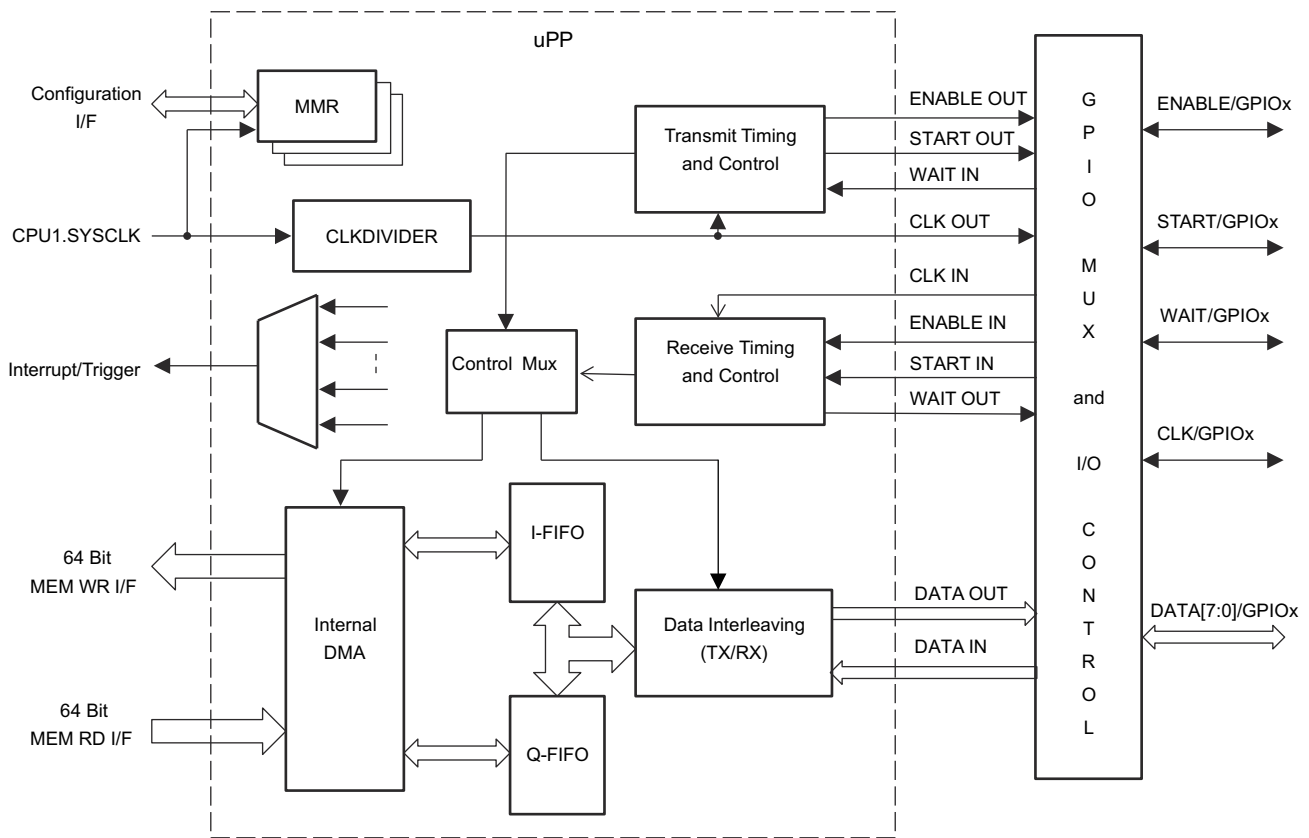 uPP
Configuration
I/F
MMR
CPU1.SYSCLK
CLKDIVIDER
Transmit Timing
and Control
ENABLE OUT
START OUT
WAIT IN
CLK OUT
CLK IN
ENABLE IN
START IN
WAIT OUT
Interrupt/Trigger
Control Mux
Receive Timing
and Control
64 Bit
MEM WR I/F
64 Bit
MEM RD I/F
Internal
DMA
I-FIFO
Q-FIFO
Data Interleaving
(TX/RX)
DATA OUT
DATA IN
GPIO
MUX
and
I/O
CONTROL
ENABLE/GPIOx
START/GPIOx
WAIT/GPIOx
CLK/GPIOx
DATA[7:0]/GPIOx